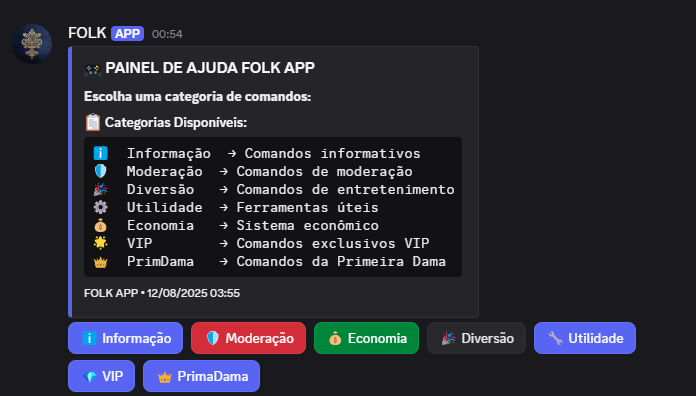 FOLK APP 00:54
🎮 PAINEL DE AJUDA FOLK APP
Escolha uma categoria de comandos:
📋 Categorias Disponíveis:
ℹ️ Informação → Comandos informativos
🛡️ Moderação → Comandos de moderação
🎉 Diversão → Comandos de entretenimento
⚙️ Utilidade → Ferramentas úteis
💰 Economia → Sistema econômico
🌟 VIP → Comandos exclusivos VIP
👑 PrimDama → Comandos da Primeira Dama
FOLK APP • 12/08/2025 03:55
ℹ️ Informação 🛡️ Moderação 💰 Economia 🎉 Diversão 🔧 Utilidade
💎 VIP 👑 PrimaDama